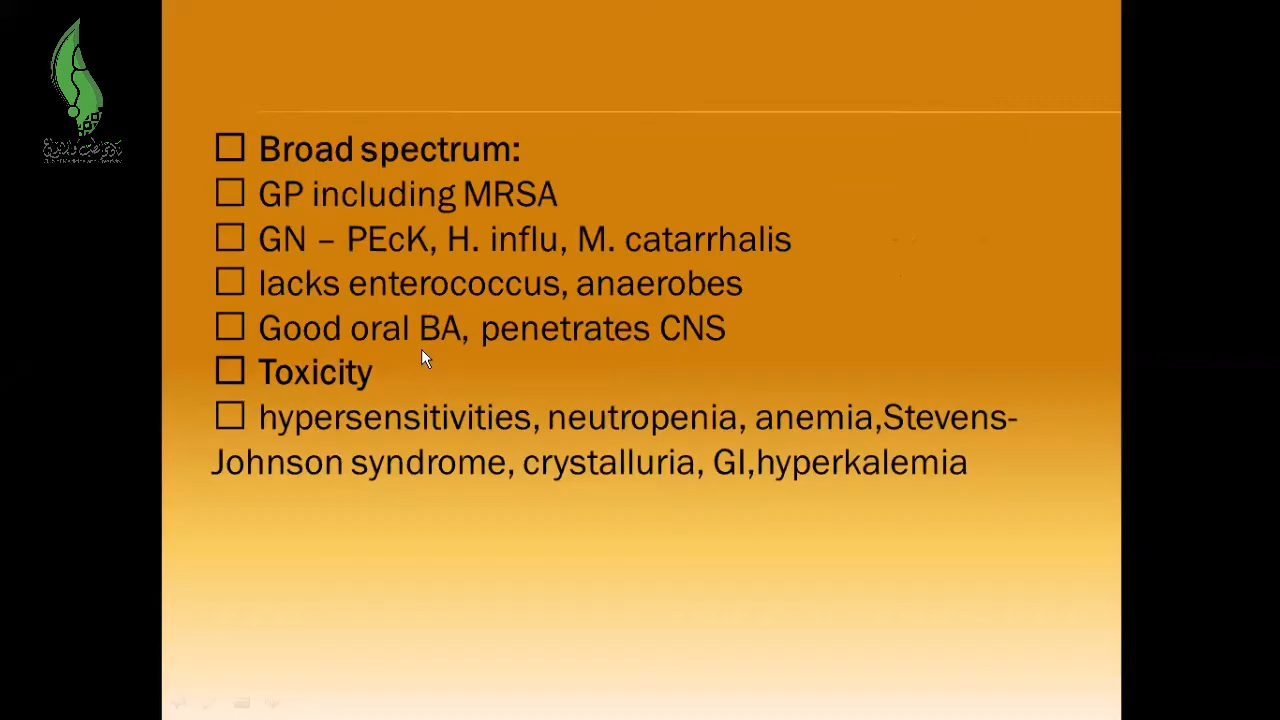 Broad spectrum:
GP including MRSA
GN – PEcK, H. influ, M. catarrhalis
lacks enterococcus, anaerobes
Good oral BA, penetrates CNS
Toxicity
hypersensitivities, neutropenia, anemia,Stevens-
Johnson syndrome, crystalluria, GI,hyperkalemia